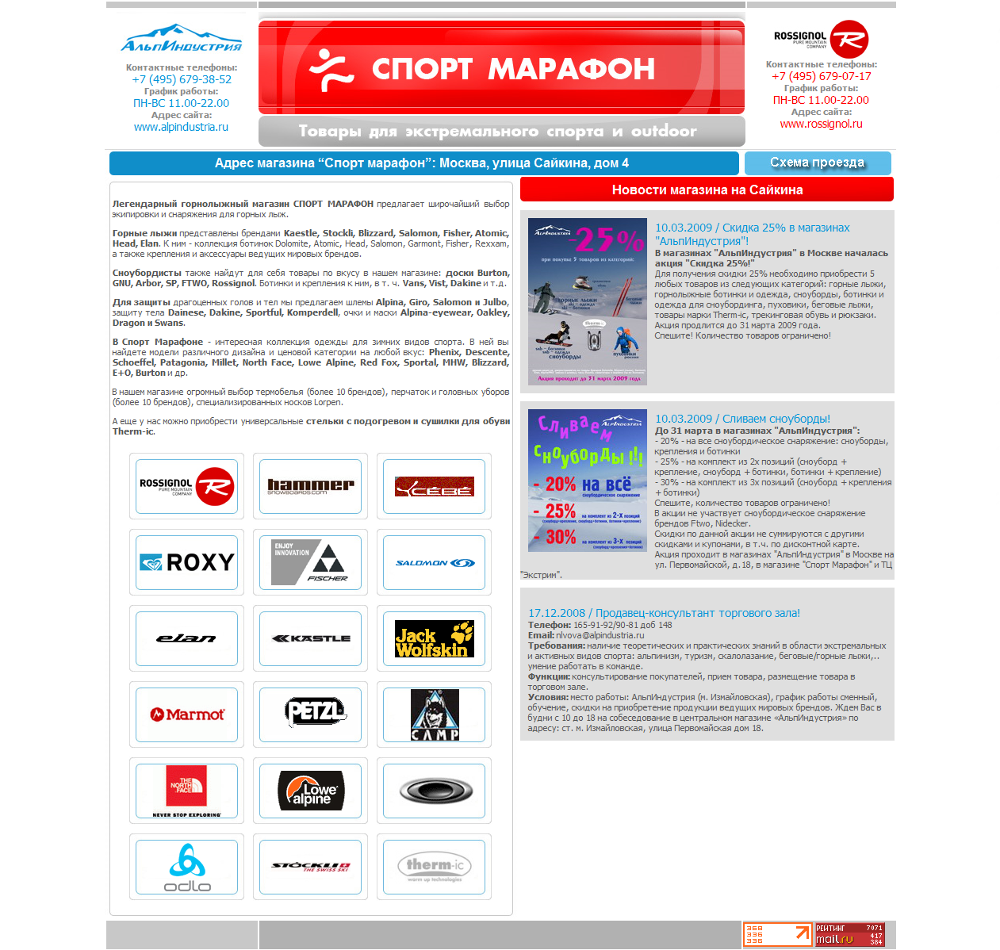 АльпИндустрия
Контактные телефоны:
+7 (495) 679-38-52
График работы:
ПН-ВС 11.00-22.00
Адрес сайта:
www.alpindustria.ru
СПОРТ МАРАФОН
Товары для экстремального спорта и outdoor
ROSSIGNOL
PURE MOUNTAIN
COMPANY
Контактные телефоны:
+7 (495) 679-07-17
График работы:
ПН-ВС 11.00-22.00
Адрес сайта:
www.rossignol.ru
Адрес магазина “Спорт марафон”: Москва, улица Сайкина, дом 4
Схема проезда
Легендарный горнолыжный магазин СПОРТ МАРАФОН предлагает широчайший выбор
экипировки и снаряжения для горных лыж.
Горные лыжи представлены брендами Kaestle, Stockli, Blizzard, Salomon, Fisher, Atomic,
Head, Elan. К ним - коллекция ботинок Dolomite, Atomic, Head, Salomon, Garmont, Fisher, Rexxam,
а также крепления и аксессуары ведущих мировых брендов.
Сноубордисты также найдут для себя товары по вкусу в нашем магазине: доски Burton,
GNU, Arbor, SP, FTWO, Rossignol. Ботинки и крепления к ним, в т. ч. Vans, Vist, Dakine и т.д.
Для защиты драгоценных голов и тел мы предлагаем шлемы Alpina, Giro, Salomon и Julbo,
защиту тела Dainese, Dakine, Sportful, Komperdell, очки и маски Alpina-eyewear, Oakley,
Dragon и Swans.
В Спорт Марафоне - интересная коллекция одежды для зимних видов спорта. В ней вы
найдете модели различного дизайна и ценовой категории на любой вкус: Phenix, Descente,
Schoeffel, Patagonia, Millet, North Face, Lowe Alpine, Red Fox, Sportal, MHW, Blizzard,
E+O, Burton и др.
В нашем магазине огромный выбор термобелья (более 10 брендов), перчаток и головных уборов
(более 10 брендов), специализированных носков Lorpen.
А еще у нас можно приобрести универсальные стельки с подогревом и сушилки для обуви
Therm-ic.
ROSSIGNOL
PURE MOUNTAIN
COMPANY
hammer
SNOWBOARDS.COM
CÉBÉ
ROXY
ENJOY
INNOVATION
FISCHER
SALOMON
elan
KÄSTLE
Jack
Wolfskin
Marmot
PETZL
CAMP
THE
NORTH
FACE
NEVER STOP EXPLORING
Lowe
alpine
odlo
STÖCKLI
THE SWISS SKI
therm-ic
warm up technologies
Новости магазина на Сайкина
АльпИндустрия
-25%
при покупке 5 товаров из категорий:
горные лыжи
ski - одежда
ski - ботинки
беговые
лыжи
therm-ic
snb - ботинки
snb - одежда
сноуборды
пуховики
рюкзаки
Акция проходит до 31 марта 2009 года
10.03.2009 / Скидка 25% в магазинах
"АльпИндустрия"!
В магазинах "АльпИндустрия" в Москве началась
акция "Скидка 25%!"
Для получения скидки 25% необходимо приобрести 5
любых товаров из следующих категорий: горные лыжи,
горнолыжные ботинки и одежда, сноуборды, ботинки и
одежда для сноубординга, пуховики, беговые лыжи,
товары марки Therm-ic, трекинговая обувь и рюкзаки.
Акция продлится до 31 марта 2009 года.
Спешите! Количество товаров ограничено!
АльпИндустрия
Сливаем
сноуборды !!!
- 20% на всё
сноубордическое снаряжение
- 25% на комплект из 2-х позиций
(сноуборд+крепление, сноуборд+ботинки, ботинки+крепление)
- 30% на комплект из 3-х позиций
(сноуборд+крепления+ботинки)
10.03.2009 / Сливаем сноуборды!
До 31 марта в магазинах "АльпИндустрия":
- 20% - на все сноубордическое снаряжение: сноуборды,
крепления и ботинки
- 25% - на комплект из 2х позиций (сноуборд +
крепление, сноуборд + ботинки, ботинки + крепление)
- 30% - на комплект из 3х позиций (сноуборд + крепления
+ ботинки)
Спешите, количество товаров ограничено!
В акции не участвует сноубордическое снаряжение
брендов Ftwo, Nidecker.
Скидки по данной акции не суммируются с другими
скидками и купонами, в т.ч. по дисконтной карте.
Акция проходит в магазинах "АльпИндустрия" в Москве на
ул. Первомайской, д.18, в магазине "Спорт Марафон" и ТЦ
"Экстрим".
17.12.2008 / Продавец-консультант торгового зала!
Телефон: 165-91-92/90-81 доб 148
Email: nlvova@alpindustria.ru
Требования: наличие теоретических и практических знаний в области экстремальных
и активных видов спорта: альпинизм, туризм, скалолазание, беговые/горные лыжи,..
умение работать в команде.
Функции: консультирование покупателей, прием товара, размещение товара в
торговом зале.
Условия: место работы: АльпИндустрия (м. Измайловская), график работы сменный,
обучение, скидки на приобретение продукции ведущих мировых брендов. Ждем Вас в
будни с 10 до 18 на собеседование в центральном магазине «АльпИндустрия» по
адресу: ст. м. Измайловская, улица Первомайская дом 18.
368
336
336
РЕЙТИНГ
mail.ru
7071
417
384